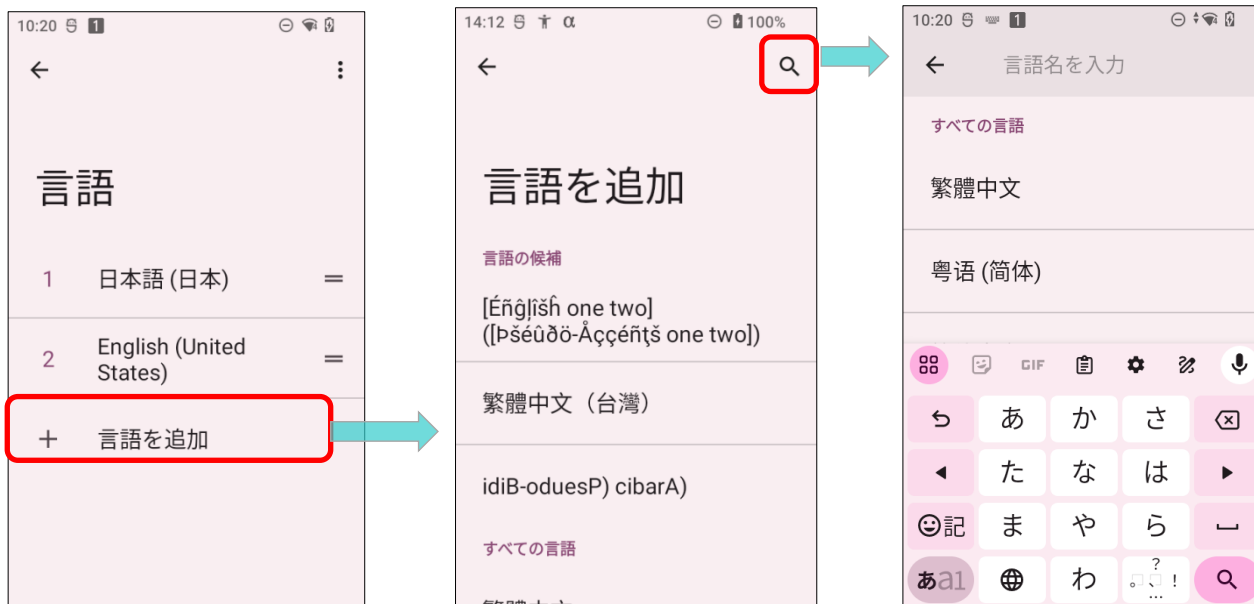 10:20
1
言語
1 日本語 (日本)
2 English (United
States)
+ 言語を追加
14:12 α 100%
言語を追加
言語の候補
[Éñĝļîšĥ one two]
([Þšéûðö-Åççéñţš one two])
繁體中文（台灣）
idiB-oduesP) cibarA)
すべての言語
10:20
1
言語名を入力
すべての言語
繁體中文
粤语 (简体)
GIF
あ か さ
た な は
記 ま や ら
あa1 わ 。、?!…